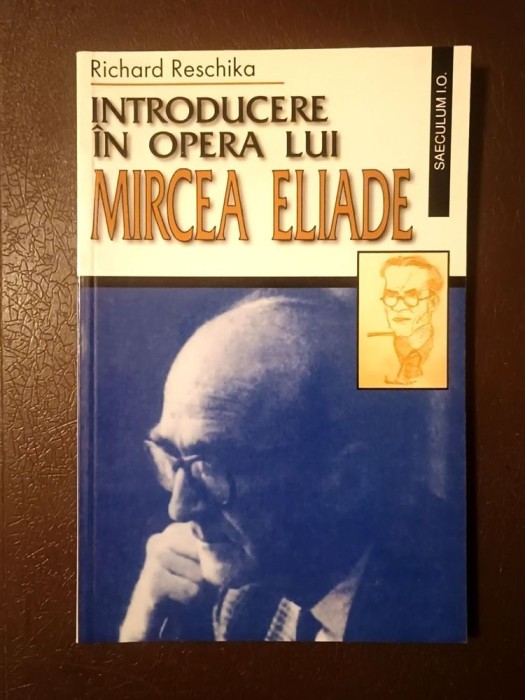 Richard Reschika
INTRODUCERE
ÎN OPERA LUI
MIRCEA ELIADE
SAECULUM I.O.